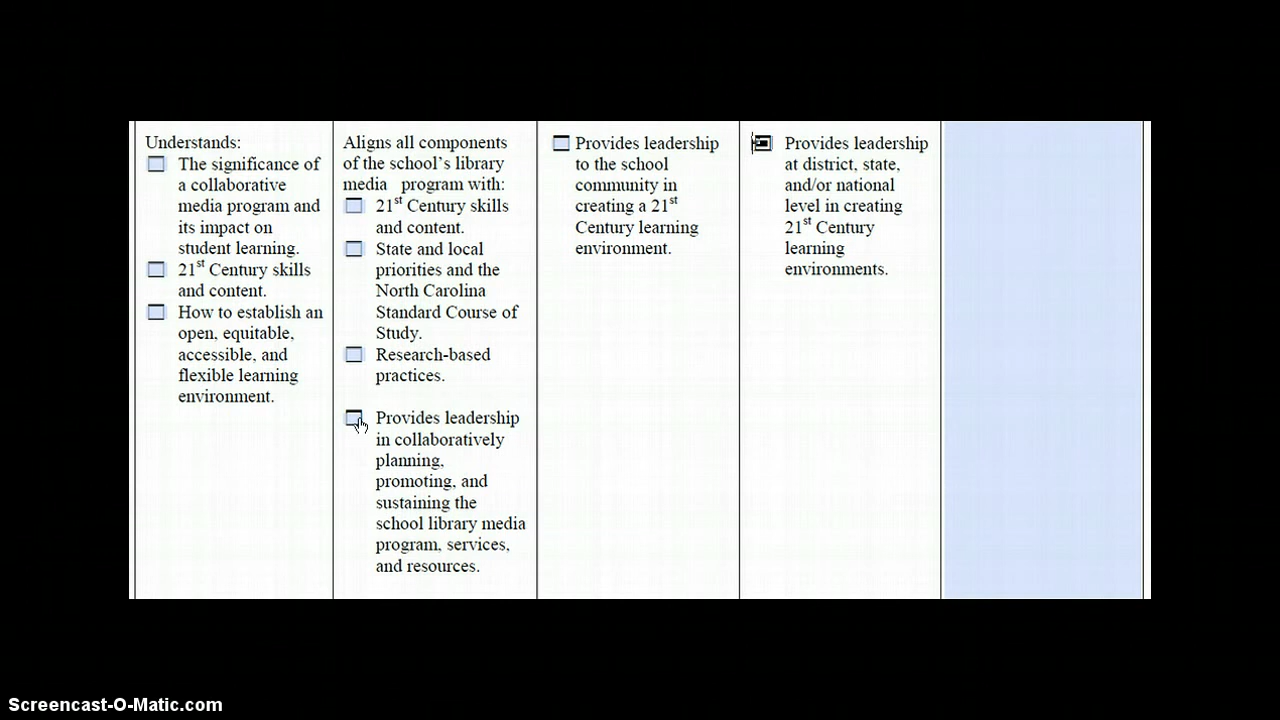 Understands:
The significance of
a collaborative
media program and
its impact on
student learning.
21st Century skills
and content.
How to establish an
open, equitable,
accessible, and
flexible learning
environment.
Aligns all components
of the school's library
media program with:
21st Century skills
and content.
State and local
priorities and the
North Carolina
Standard Course of
Study.
Research-based
practices.
Provides leadership
in collaboratively
planning,
promoting, and
sustaining the
school library media
program, services,
and resources.
Provides leadership
to the school
community in
creating a 21st
Century learning
environment.
Provides leadership
at district, state,
and/or national
level in creating
21st Century
learning
environments.
Screencast-O-Matic.com